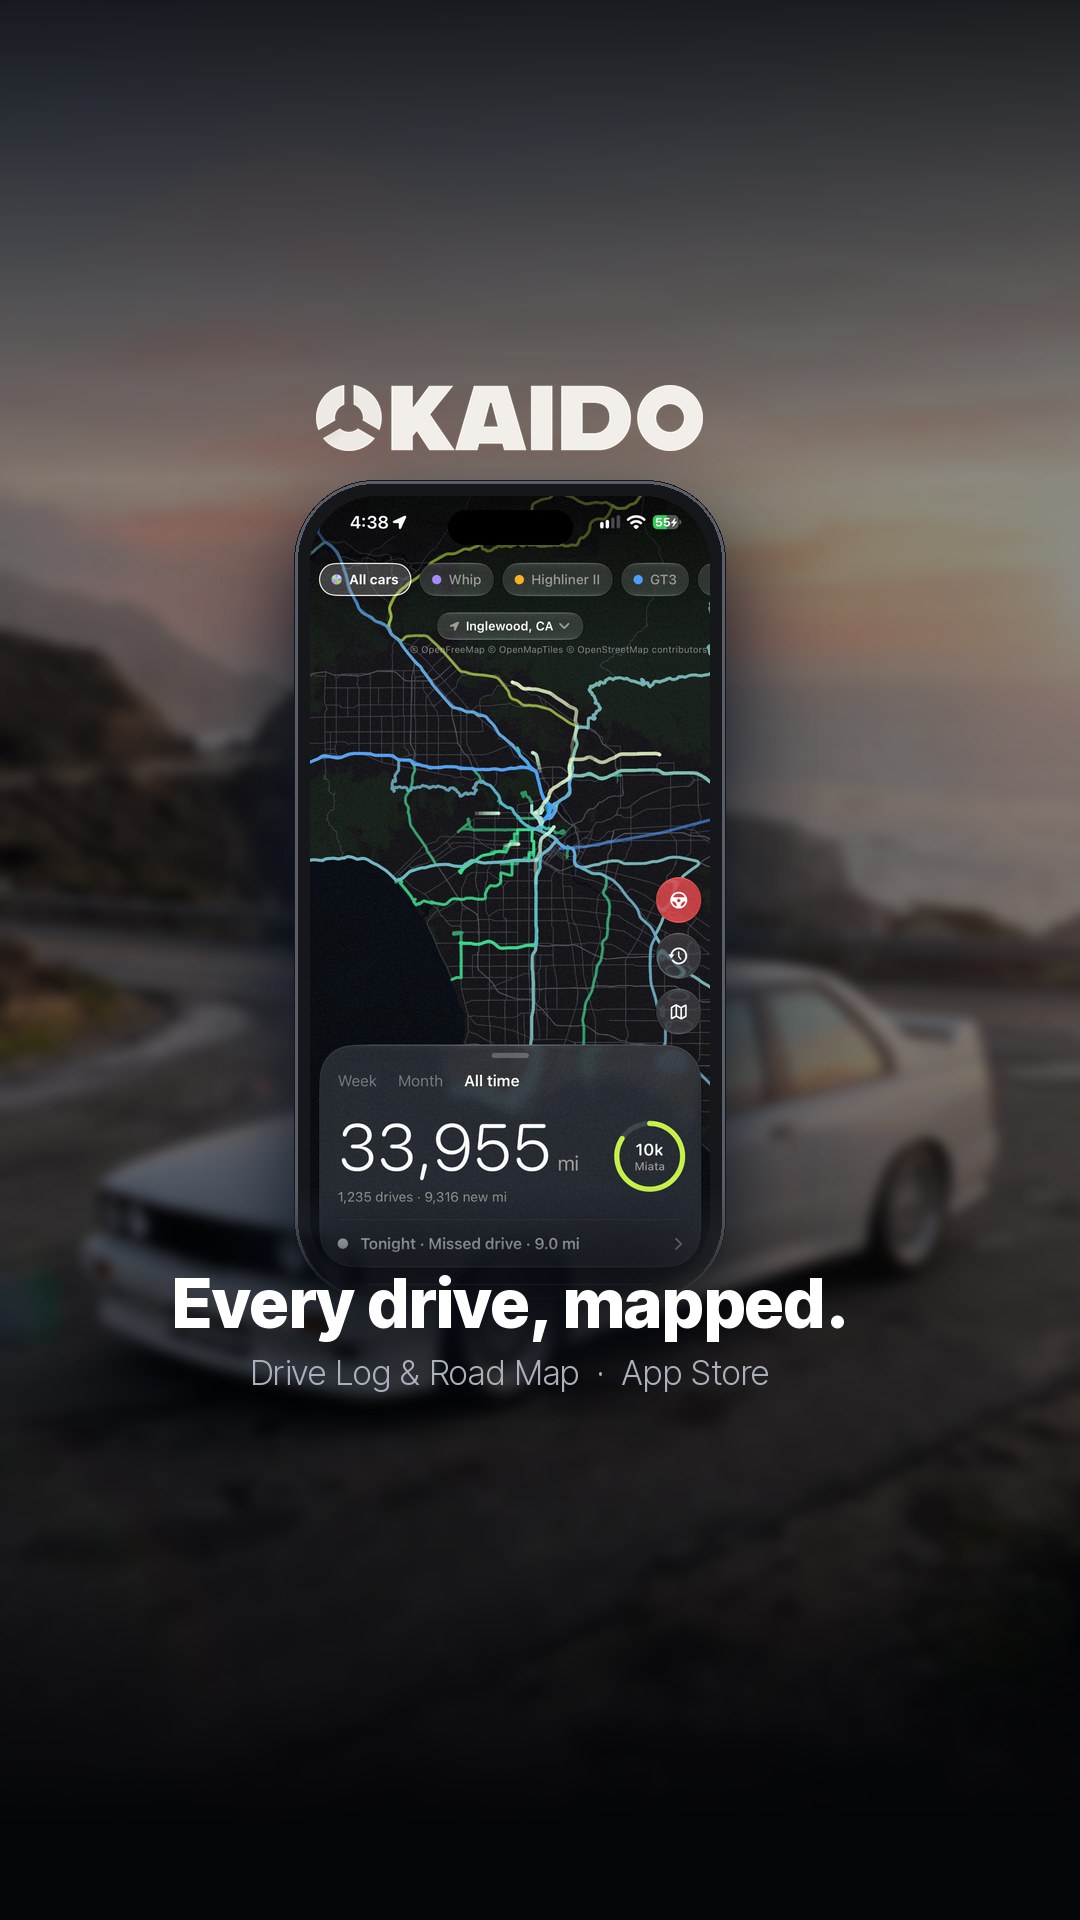 KAIDO
4:38
55
All cars
Whip
Highliner II
GT3
Inglewood, CA
© OpenFreeMap © OpenMapTiles © OpenStreetMap contributors
Week Month All time
33,955 mi
10k
Miata
1,235 drives · 9,316 new mi
Tonight · Missed drive · 9.0 mi
Every drive, mapped.
Drive Log & Road Map · App Store